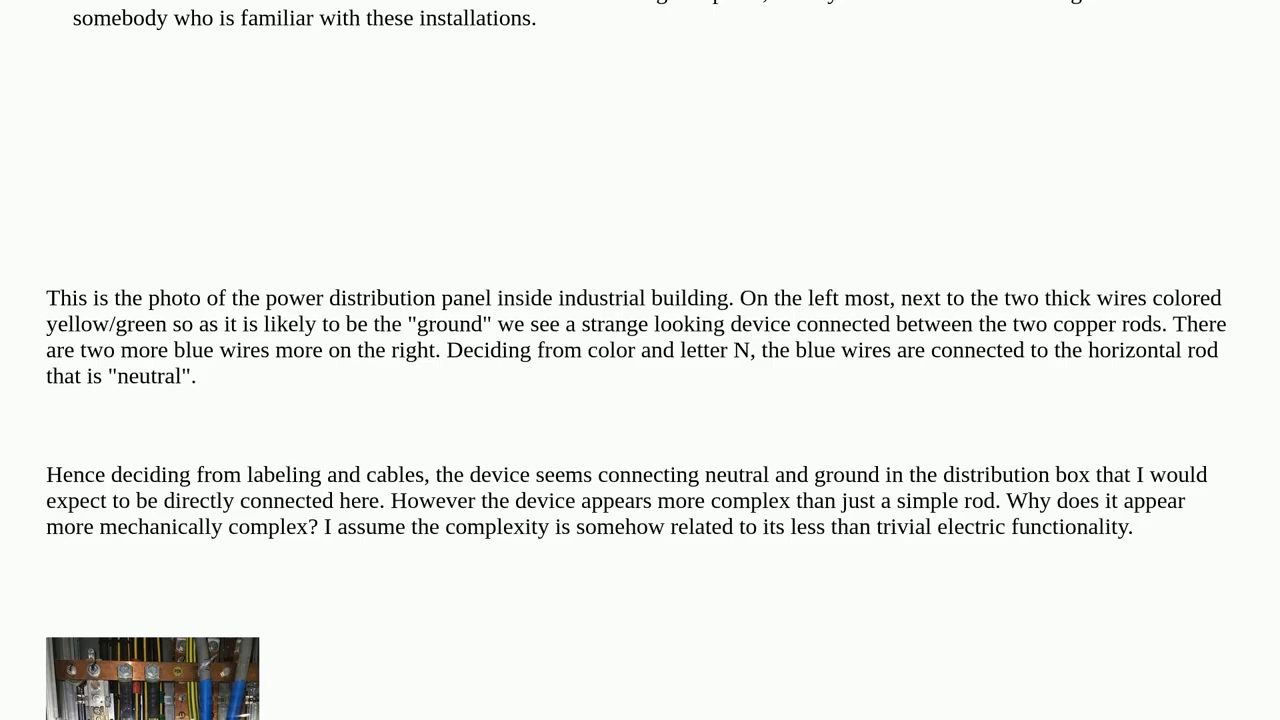 somebody who is familiar with these installations.
This is the photo of the power distribution panel inside industrial building. On the left most, next to the two thick wires colored
yellow/green so as it is likely to be the "ground" we see a strange looking device connected between the two copper rods. There
are two more blue wires more on the right. Deciding from color and letter N, the blue wires are connected to the horizontal rod
that is "neutral".
Hence deciding from labeling and cables, the device seems connecting neutral and ground in the distribution box that I would
expect to be directly connected here. However the device appears more complex than just a simple rod. Why does it appear
more mechanically complex? I assume the complexity is somehow related to its less than trivial electric functionality.